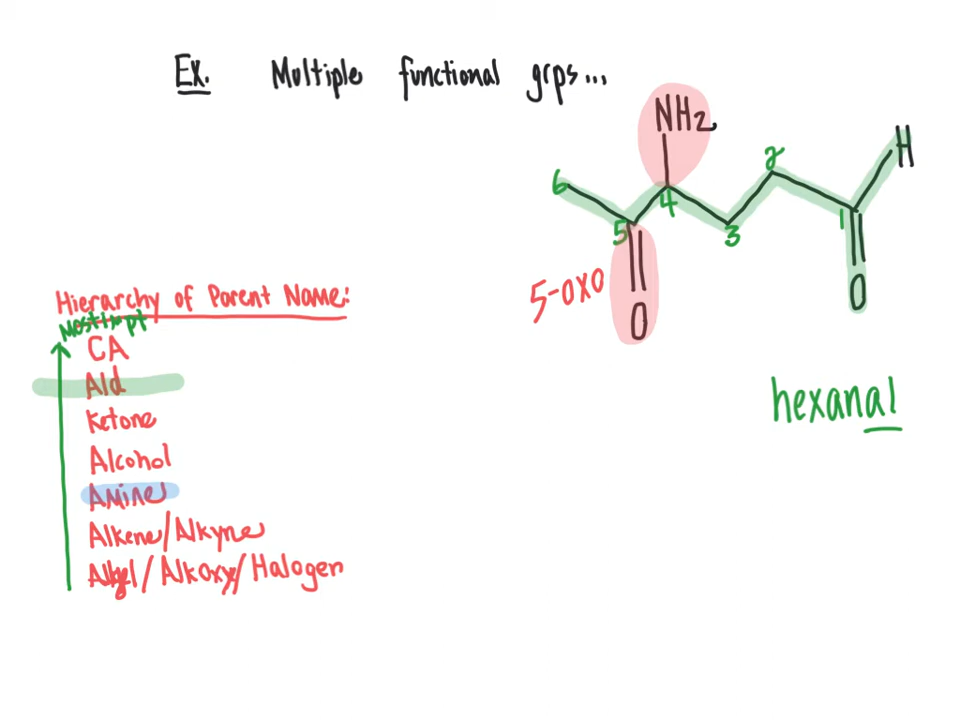 Ex. Multiple functional grps...
NH2
H
6
5
4
3
2
1
O
O
5-oxo
hexanal
Hierarchy of Parent Name:
Most Impt
CA
Ald
Ketone
Alcohol
Amine
Alkene/Alkyne
Alkyl/Alkoxy/Halogen